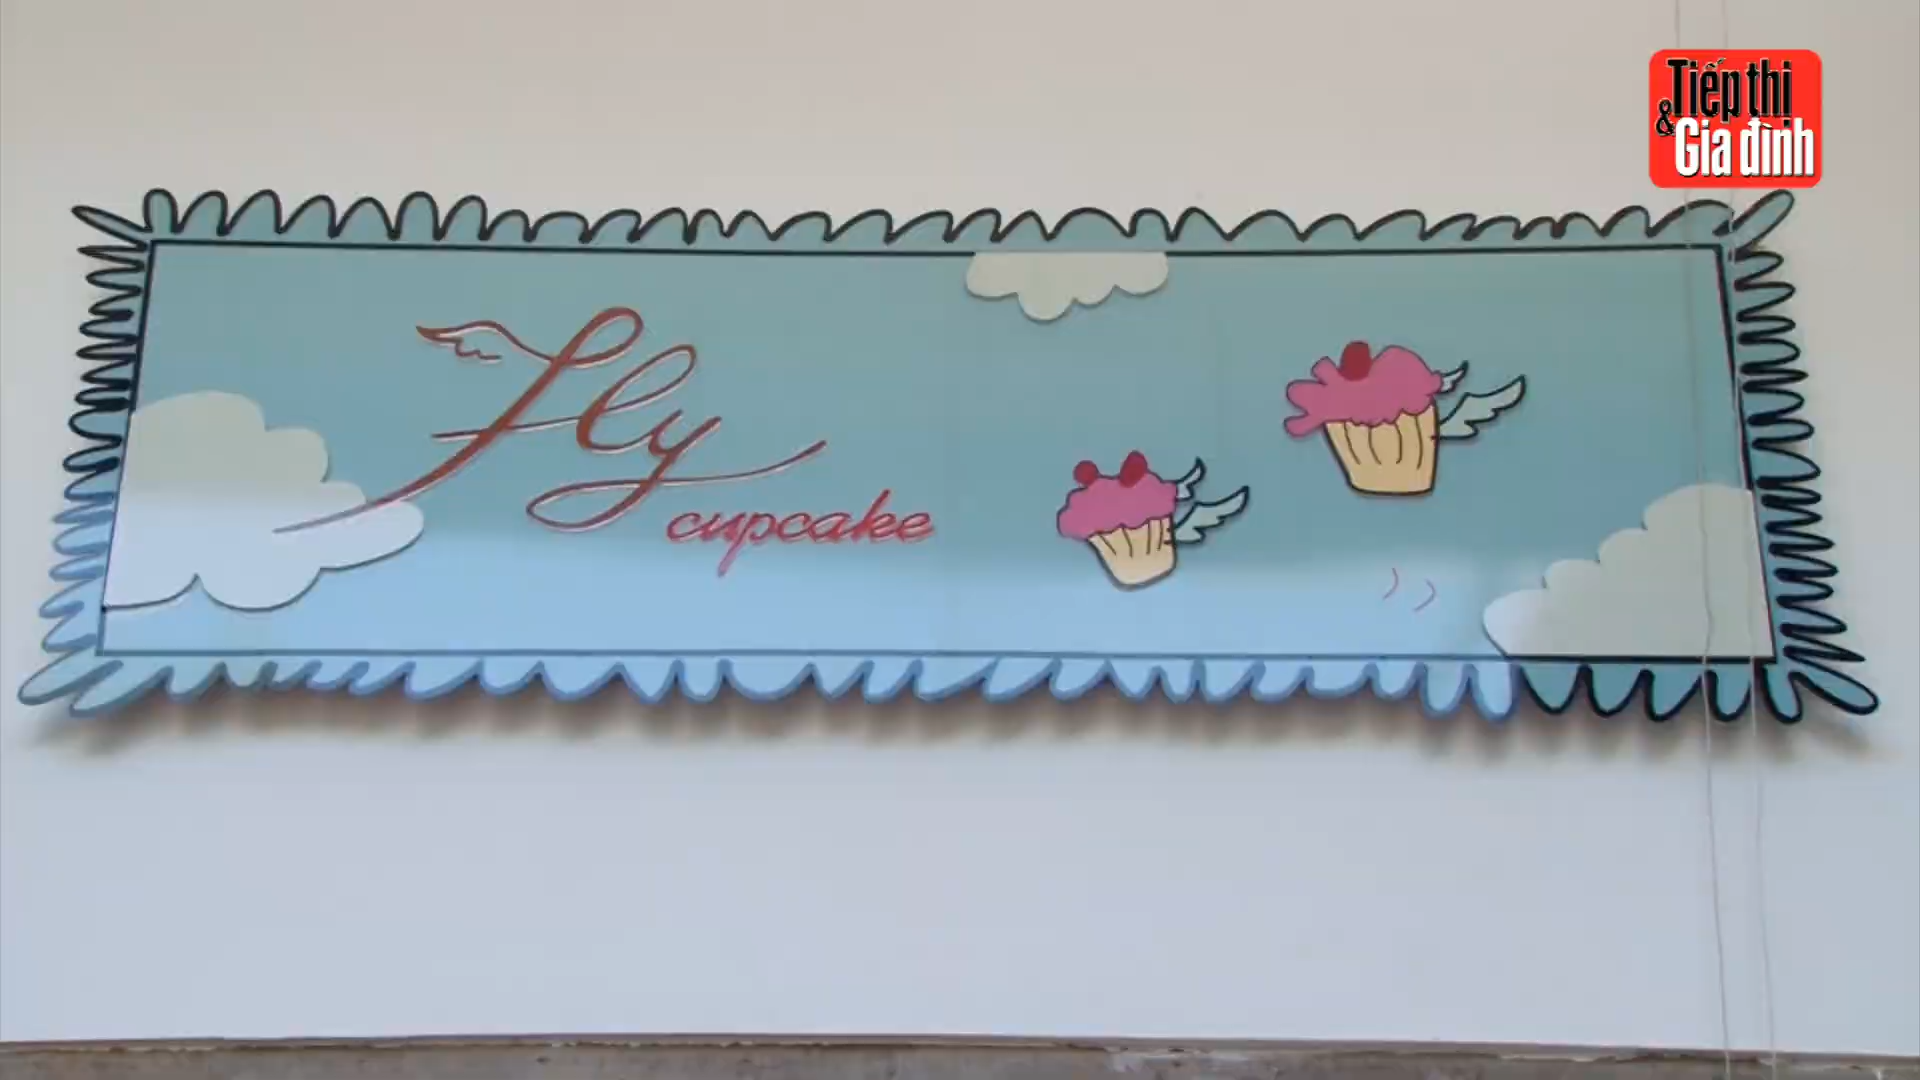 Tiếp thị
& Gia đình
Fly
cupcake